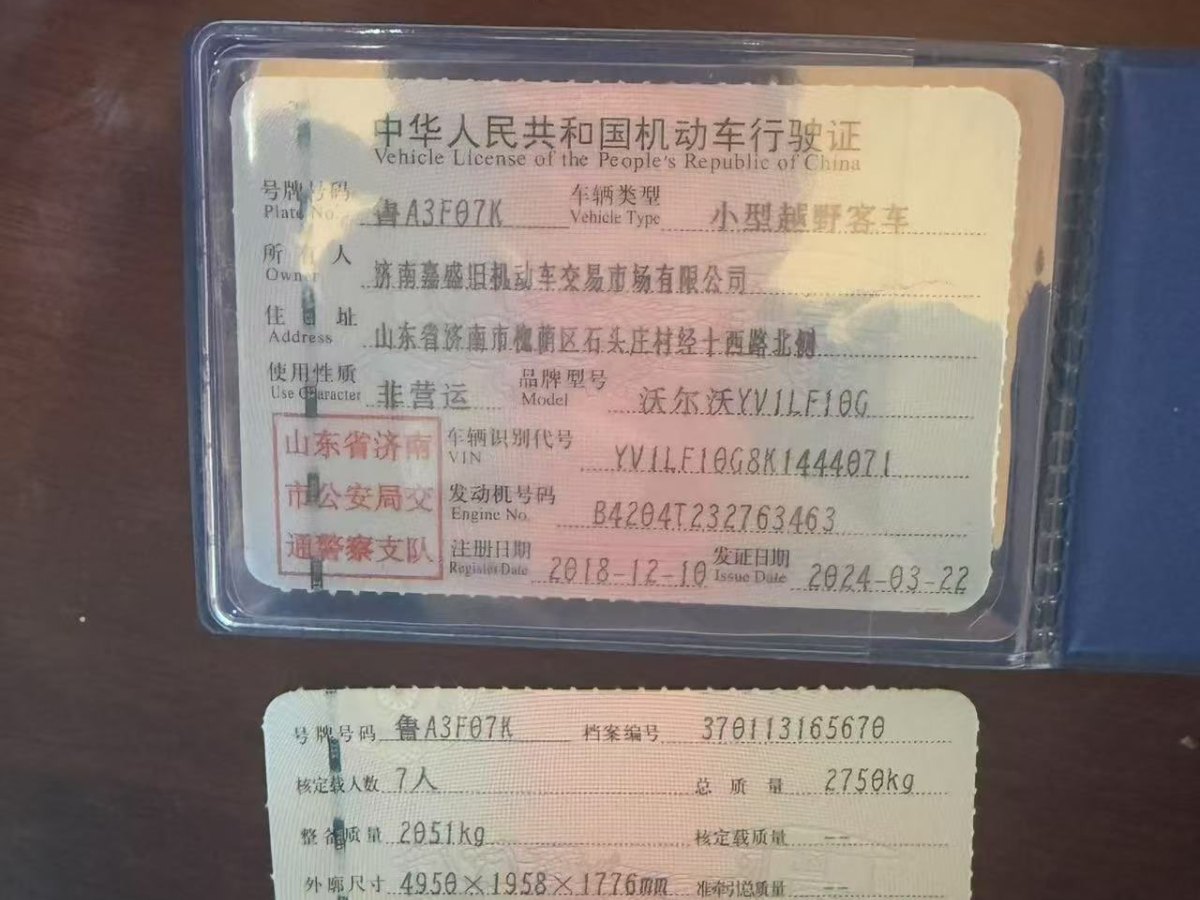 中华人民共和国机动车行驶证
Vehicle License of the People's Republic of China
号牌号码 鲁A3F07K 车辆类型 小型越野客车
Plate No. Vehicle Type
所有人 济南嘉盛旧机动车交易市场有限公司
Owner
住址 山东省济南市槐荫区石头庄村经十西路北侧
Address
使用性质 非营运 品牌型号 沃尔沃YV1LF10G
Use Character Model
山东省济南
市公安局交
通警察支队
车辆识别代号 YV1LF10G8K1444071
VIN
发动机号码 B4204T232763463
Engine No.
注册日期 2018-12-10 发证日期 2024-03-22
Register Date Issue Date
号牌号码 鲁A3F07K 档案编号 370113165670
核定载人数 7人 总质量 2750kg
整备质量 2051kg 核定载质量 --
外廓尺寸 4950×1958×1776mm 准牵引总质量 --